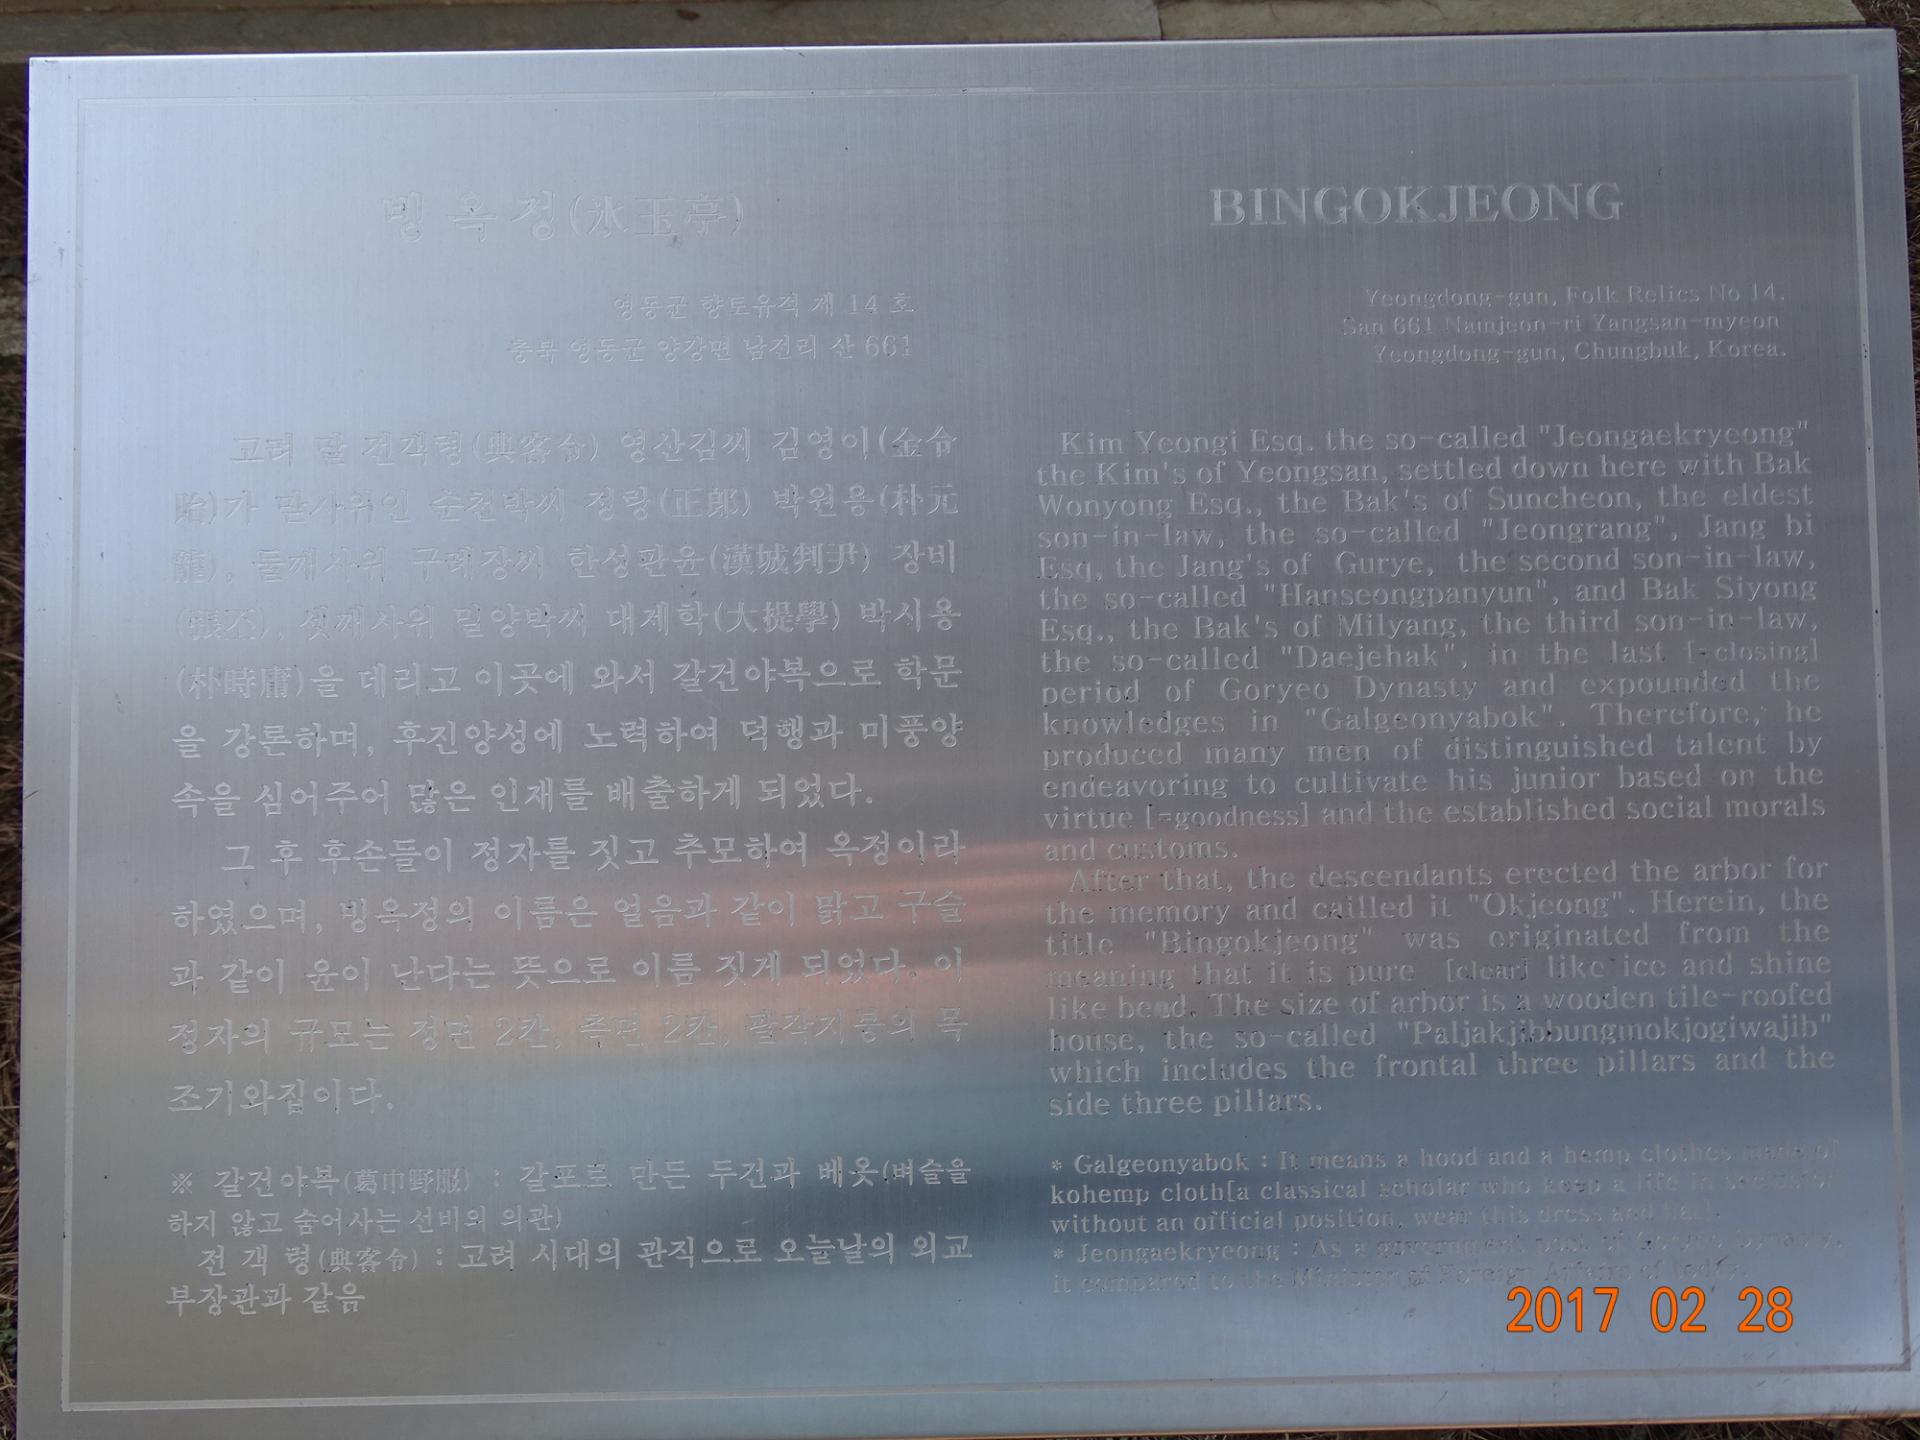 빙옥정(氷玉亭)
영동군 향토유적 제 14 호
충북 영동군 양강면 남전리 산 661
고려 말 전객령(典客令) 영산김씨 김영이(金令
貽)가 맏사위인 순천박씨 정랑(正郞) 박원용(朴元
龍), 둘째사위 구례장씨 한성판윤(漢城判尹) 장비
(張丕), 셋째사위 밀양박씨 대제학(大提學) 박시용
(朴時庸)을 데리고 이곳에 와서 갈건야복으로 학문
을 강론하며, 후진양성에 노력하여 덕행과 미풍양
속을 심어주어 많은 인재를 배출하게 되었다.
그 후 후손들이 정자를 짓고 추모하여 옥정이라
하였으며, 빙옥정의 이름은 얼음과 같이 맑고 구슬
과 같이 윤이 난다는 뜻으로 이름 짓게 되었다. 이
정자의 규모는 정면 2칸, 측면 2칸, 팔작지붕의 목
조기와집이다.
※ 갈건야복(葛巾野服) : 갈포로 만든 두건과 베옷(벼슬을
하지 않고 숨어사는 선비의 의관)
전 객 령(典客令) : 고려 시대의 관직으로 오늘날의 외교
부장관과 같음
BINGOKJEONG
Yeongdong-gun, Folk Relics No 14.
San 661 Namjeon-ri Yangsan-myeon
Yeongdong-gun, Chungbuk, Korea.
Kim Yeongi Esq. the so-called "Jeongaekryeong"
the Kim's of Yeongsan, settled down here with Bak
Wonyong Esq., the Bak's of Suncheon, the eldest
son-in-law, the so-called "Jeongrang", Jang bi
Esq, the Jang's of Gurye, the second son-in-law,
the so-called "Hanseongpanyun", and Bak Siyong
Esq., the Bak's of Milyang, the third son-in-law,
the so-called "Daejehak", in the last [=closing]
period of Goryeo Dynasty and expounded the
knowledges in "Galgeonyabok". Therefore, he
produced many men of distinguished talent by
endeavoring to cultivate his junior based on the
virtue [=goodness] and the established social morals
and customs.
After that, the descendants erected the arbor for
the memory and cailled it "Okjeong". Herein, the
title "Bingokjeong" was originated from the
meaning that it is pure [clear] like ice and shine
like bead. The size of arbor is a wooden tile-roofed
house, the so-called "Paljakjibbungmokjogiwajib"
which includes the frontal three pillars and the
side three pillars.
* Galgeonyabok : It means a hood and a hemp clothes made of
kohemp cloth[a classical scholar who keep a life in seclusion
without an official position, wear this dress and hat].
* Jeongaekryeong : As a government post of Goryeo Dynasty,
it compared to the Minister of Foreign Affairs of today.
2017 02 28